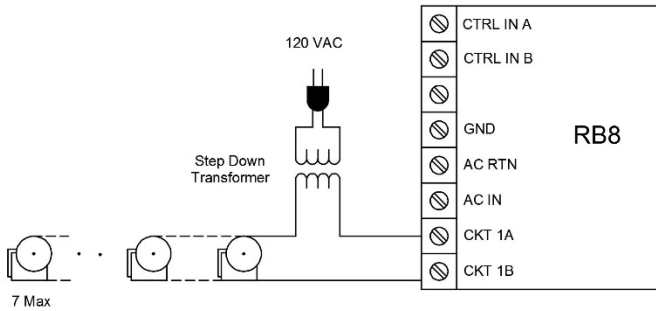 120 VAC
Step Down
Transformer
7 Max
CTRL IN A
CTRL IN B
GND
AC RTN
AC IN
CKT 1A
CKT 1B
RB8